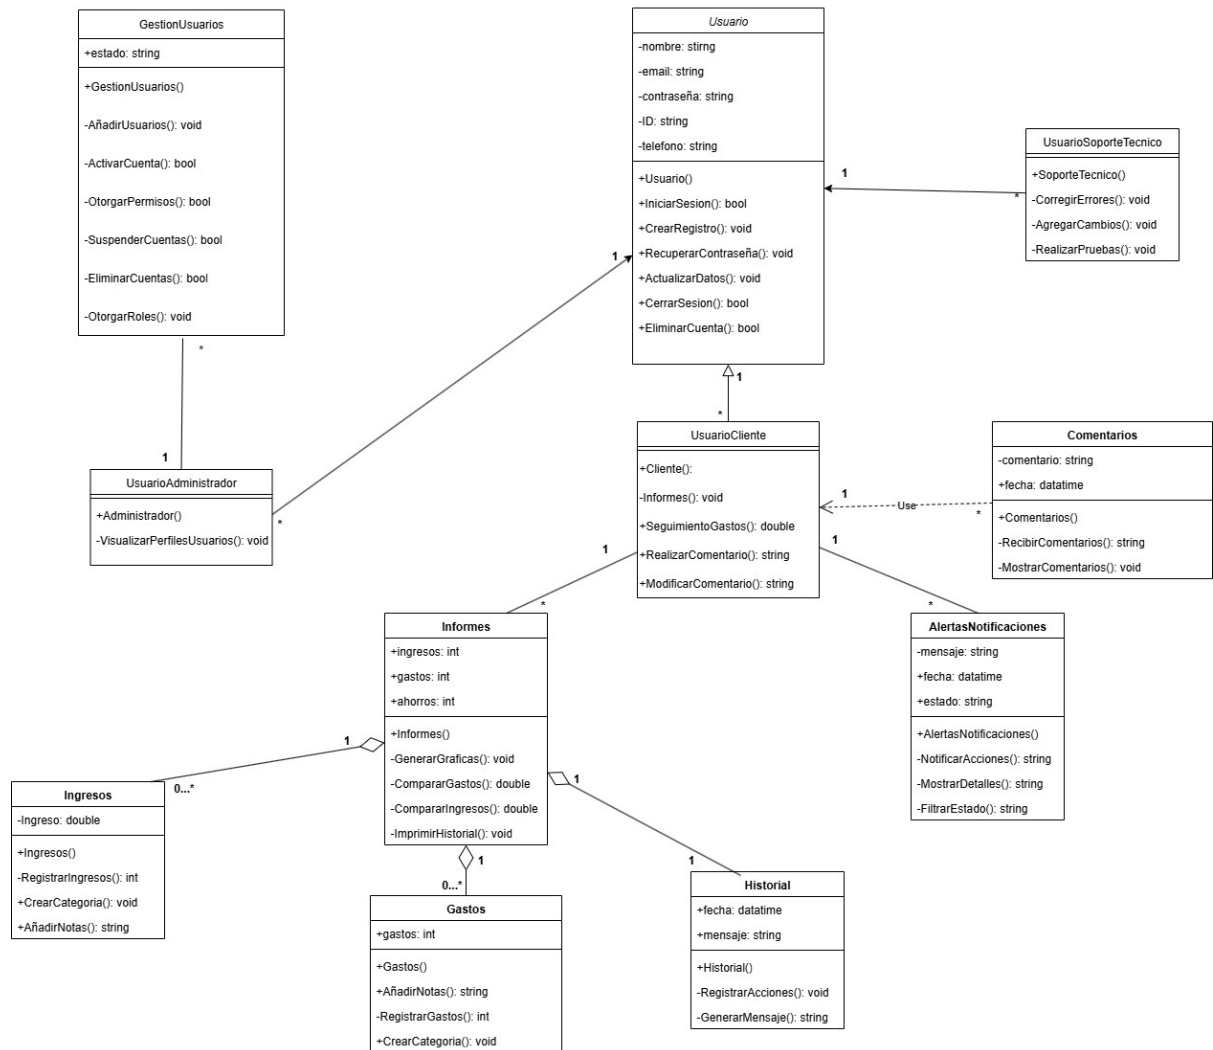 GestionUsuarios
+estado: string
+GestionUsuarios()
-AñadirUsuarios(): void
-ActivarCuenta(): bool
-OtorgarPermisos(): bool
-SuspenderCuentas(): bool
-EliminarCuentas(): bool
-OtorgarRoles(): void
*
1
UsuarioAdministrador
+Administrador()
-VisualizarPerfilesUsuarios(): void
*
1
Usuario
-nombre: stirng
-email: string
-contraseña: string
-ID: string
-telefono: string
+Usuario()
+IniciarSesion(): bool
+CrearRegistro(): void
+RecuperarContraseña(): void
+ActualizarDatos(): void
+CerrarSesion(): bool
+EliminarCuenta(): bool
1
*
UsuarioSoporteTecnico
+SoporteTecnico()
-CorregirErrores(): void
-AgregarCambios(): void
-RealizarPruebas(): void
1
*
UsuarioCliente
+Cliente():
-Informes(): void
+SeguimientoGastos(): double
+RealizarComentario(): string
+ModificarComentario(): string
1
Use
*
Comentarios
-comentario: string
+fecha: datatime
+Comentarios()
-RecibirComentarios(): string
-MostrarComentarios(): void
1
*
1
*
Informes
+ingresos: int
+gastos: int
+ahorros: int
+Informes()
-GenerarGraficas(): void
-CompararGastos(): double
-CompararIngresos(): double
-ImprimirHistorial(): void
AlertasNotificaciones
-mensaje: string
+fecha: datatime
+estado: string
+AlertasNotificaciones()
-NotificarAcciones(): string
-MostrarDetalles(): string
-FiltrarEstado(): string
1
0...*
Ingresos
-Ingreso: double
+Ingresos()
-RegistrarIngresos(): int
+CrearCategoria(): void
+AñadirNotas(): string
1
0...*
Gastos
+gastos: int
+Gastos()
+AñadirNotas(): string
-RegistrarGastos(): int
+CrearCategoria(): void
1
1
Historial
+fecha: datatime
+mensaje: string
+Historial()
-RegistrarAcciones(): void
-GenerarMensaje(): string